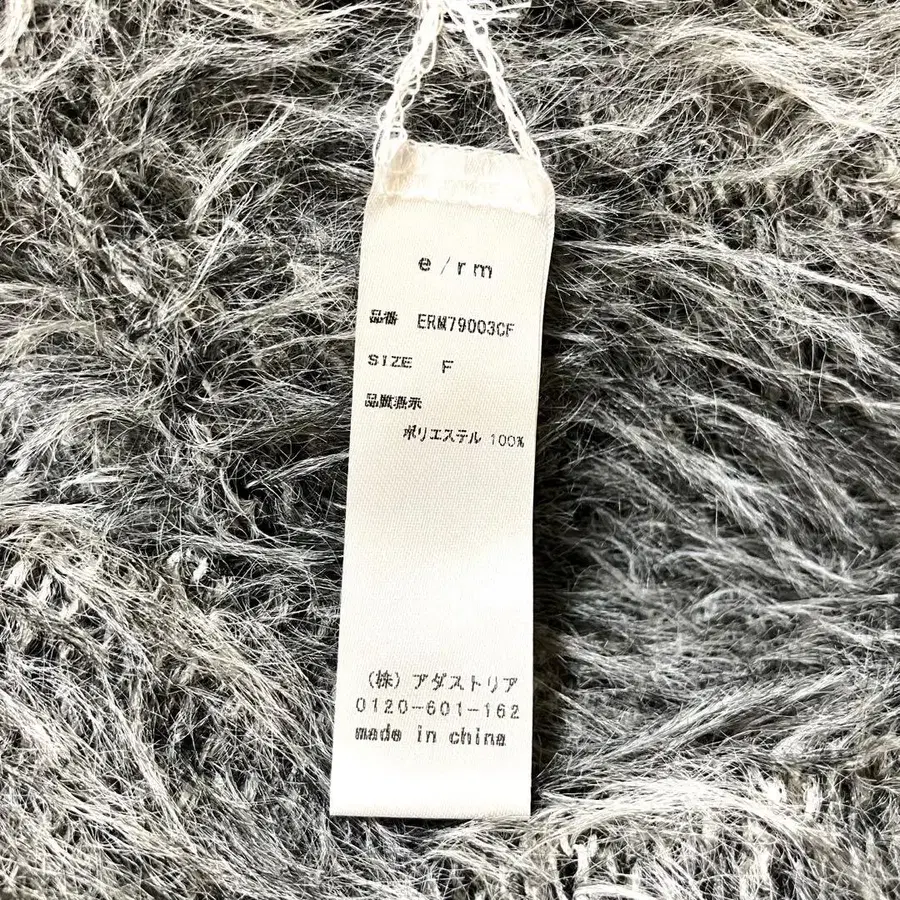 e/rm
品番 ERM79003CF
SIZE F
品質表示
ポリエステル 100%
(株)アダストリア
0120-601-162
made in china